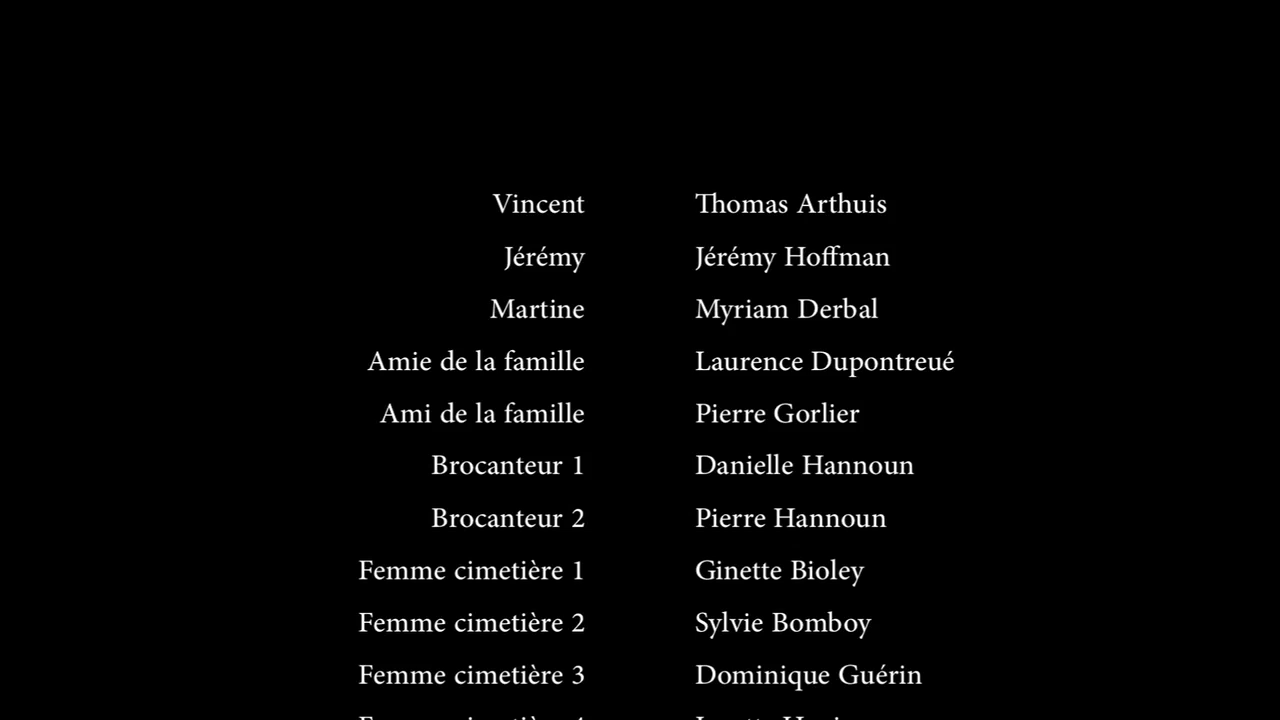 Vincent Thomas Arthuis
Jérémy Jérémy Hoffman
Martine Myriam Derbal
Amie de la famille Laurence Dupontreué
Ami de la famille Pierre Gorlier
Brocanteur 1 Danielle Hannoun
Brocanteur 2 Pierre Hannoun
Femme cimetière 1 Ginette Bioley
Femme cimetière 2 Sylvie Bomboy
Femme cimetière 3 Dominique Guérin